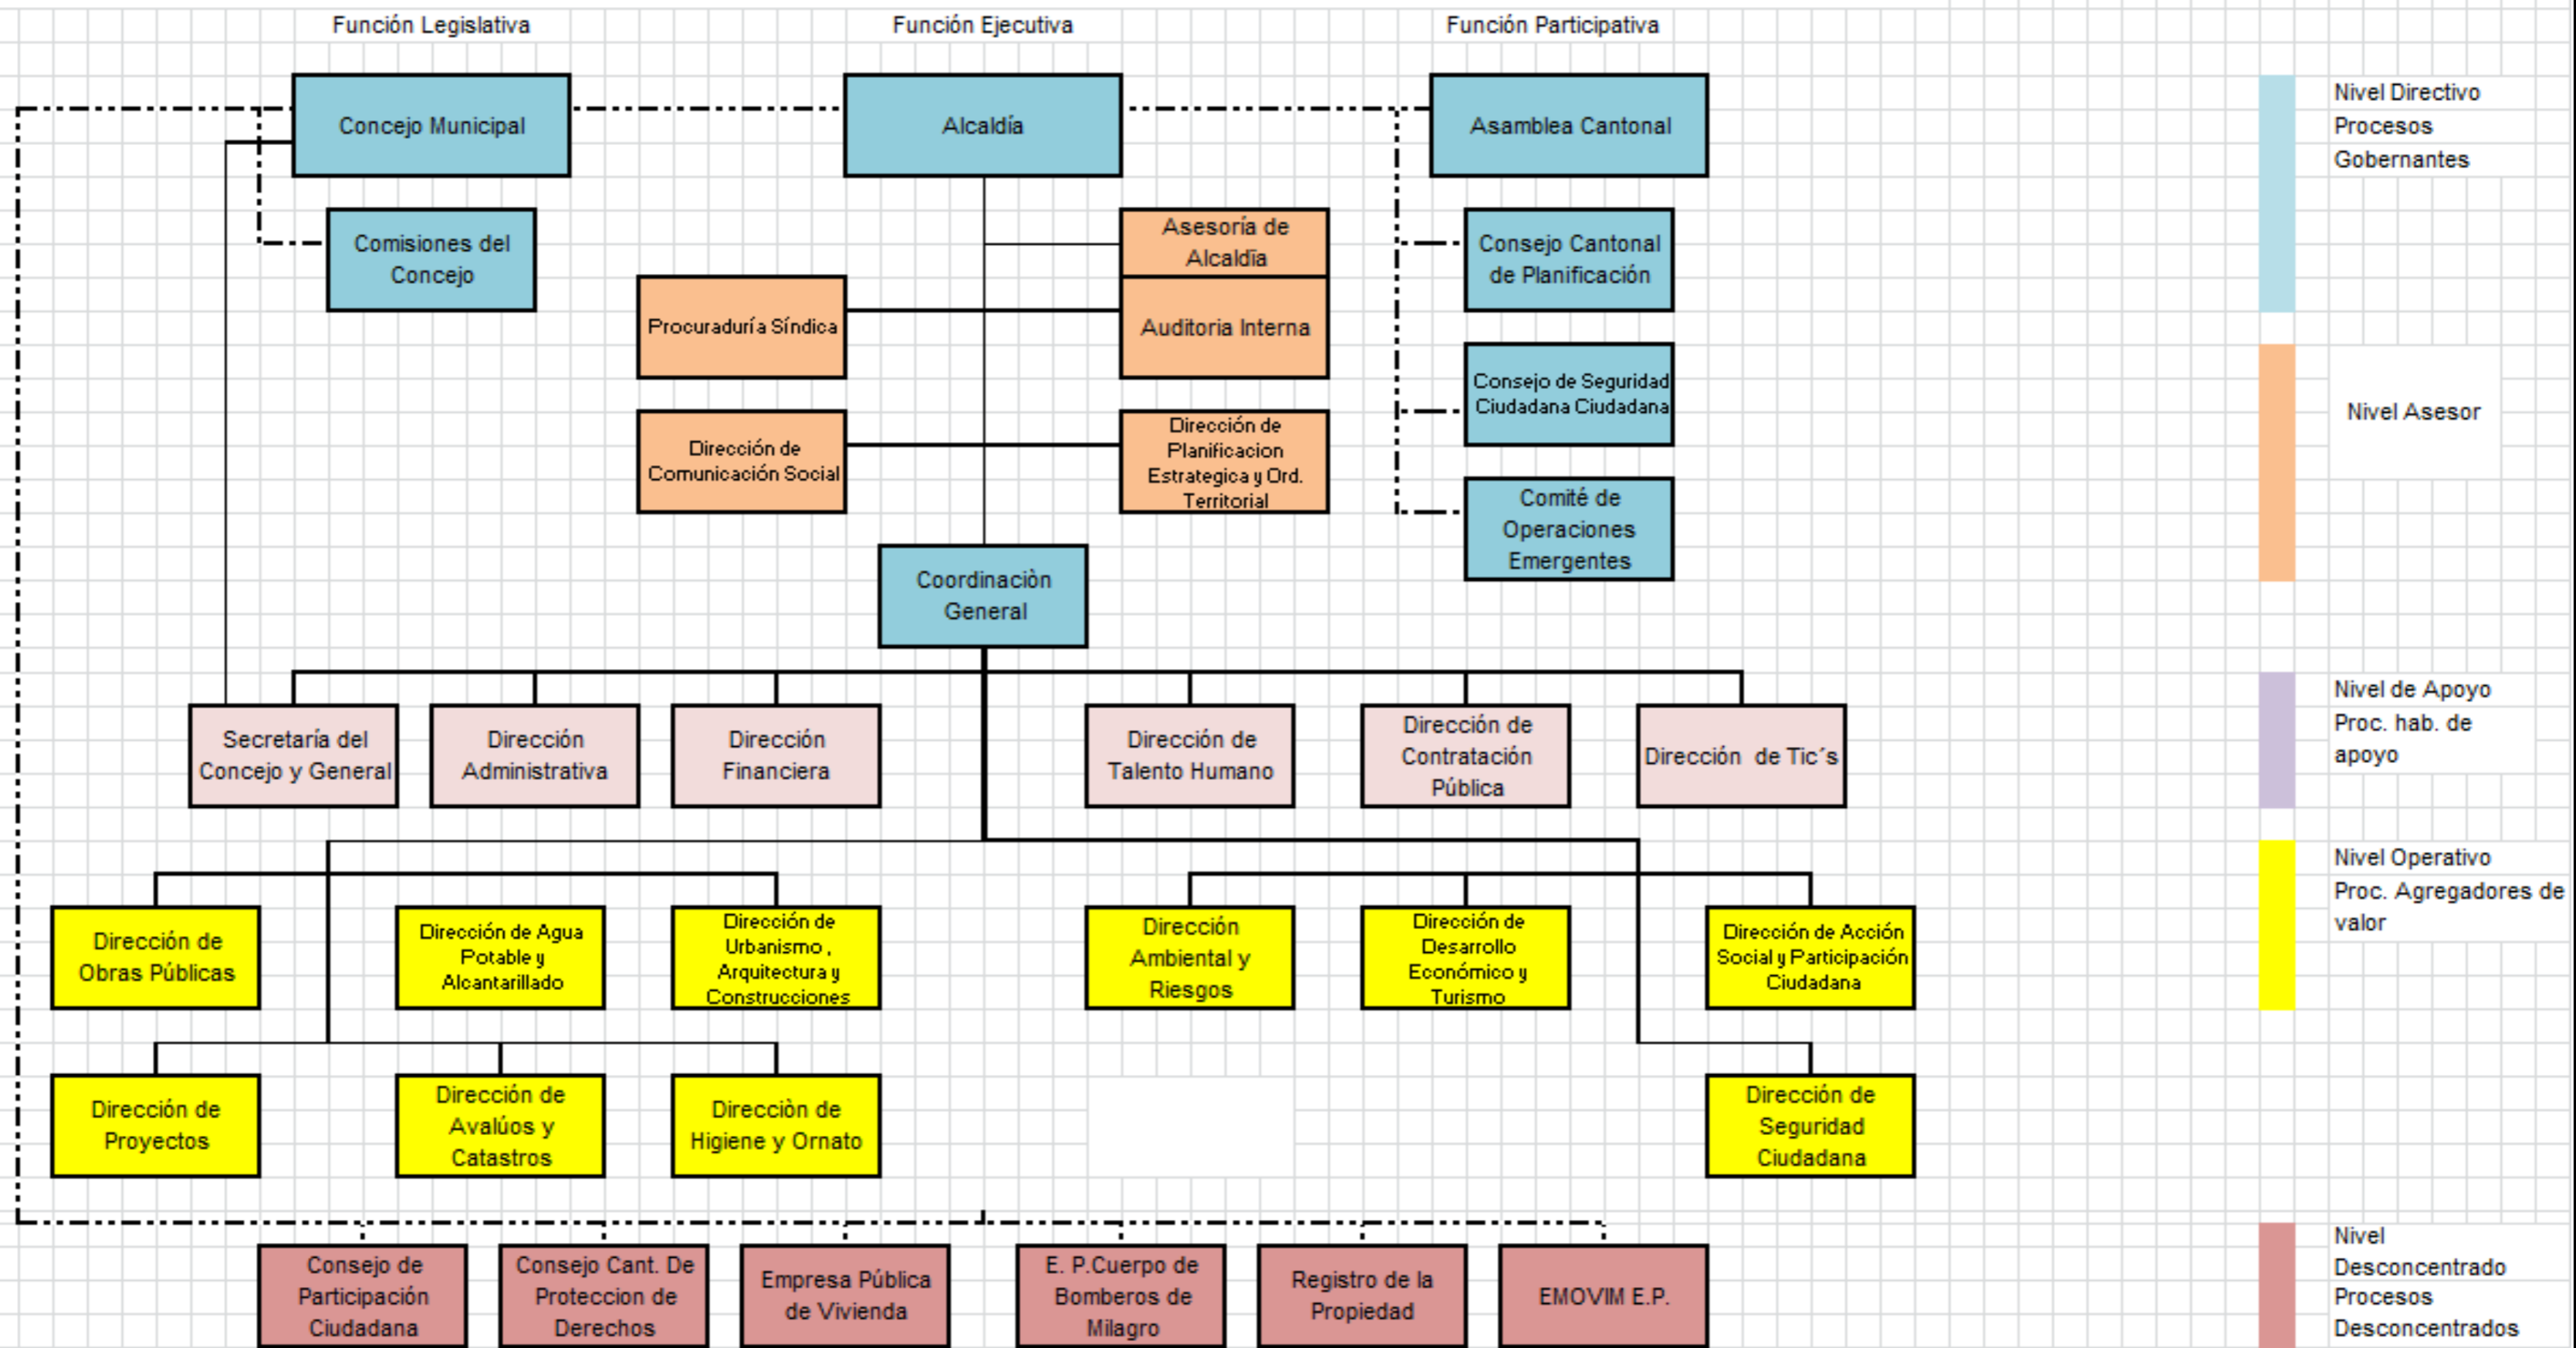 Función Legislativa
Función Ejecutiva
Función Participativa
Concejo Municipal
Alcaldía
Asamblea Cantonal
Nivel Directivo
Procesos
Gobernantes
Comisiones del
Concejo
Asesoría de
Alcaldïa
Consejo Cantonal
de Planificación
Procuraduría Síndica
Auditoria Interna
Consejo de Seguridad
Ciudadana Ciudadana
Nivel Asesor
Dirección de
Comunicación Social
Dirección de
Planificacion
Estrategica y Ord.
Territorial
Comité de
Operaciones
Emergentes
Coordinaciòn
General
Secretaría del
Concejo y General
Dirección
Administrativa
Dirección
Financiera
Dirección de
Talento Humano
Dirección de
Contratación
Pública
Dirección  de Tic´s
Nivel de Apoyo
Proc. hab. de
apoyo
Dirección de
Obras Públicas
Dirección de Agua
Potable y
Alcantarillado
Dirección de
Urbanismo ,
Arquitectura y
Construcciones
Dirección
Ambiental y
Riesgos
Dirección de
Desarrollo
Económico y
Turismo
Dirección de Acción
Social y Participación
Ciudadana
Nivel Operativo
Proc. Agregadores de
valor
Dirección de
Proyectos
Dirección de
Avalúos y
Catastros
Direcciòn de
Higiene y Ornato
Dirección de
Seguridad
Ciudadana
Consejo de
Participación
Ciudadana
Consejo Cant. De
Proteccion de
Derechos
Empresa Pública
de Vivienda
E. P.Cuerpo de
Bomberos de
Milagro
Registro de la
Propiedad
EMOVIM E.P.
Nivel
Desconcentrado
Procesos
Desconcentrados